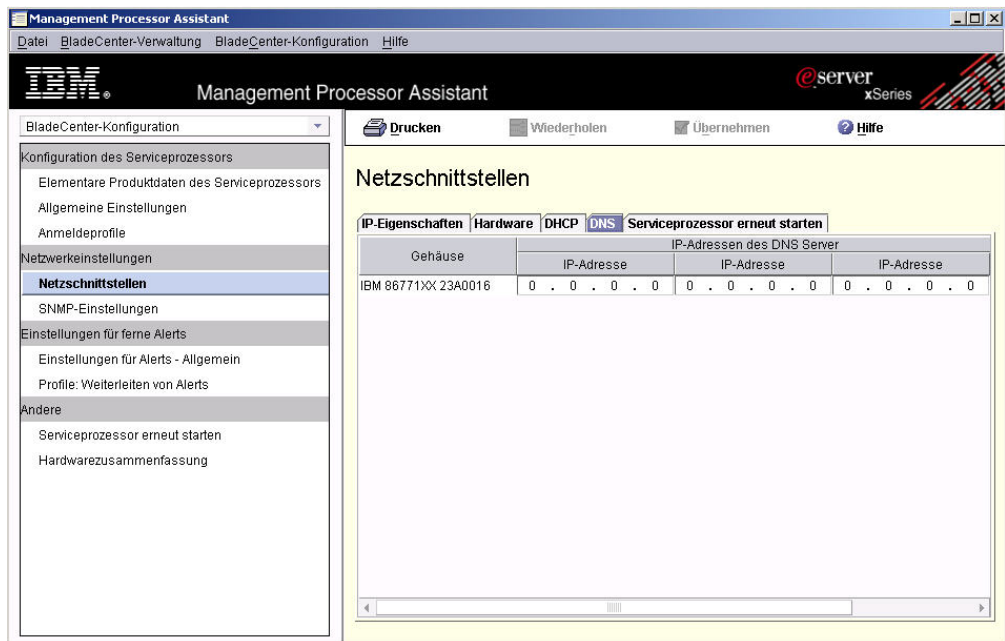 Management Processor Assistant
Datei BladeCenter-Verwaltung BladeCenter-Konfiguration Hilfe
IBM® Management Processor Assistant
@server
xSeries
BladeCenter-Konfiguration
Konfiguration des Serviceprozessors
Elementare Produktdaten des Serviceprozessors
Allgemeine Einstellungen
Anmeldeprofile
Netzwerkeinstellungen
Netzschnittstellen
SNMP-Einstellungen
Einstellungen für ferne Alerts
Einstellungen für Alerts - Allgemein
Profile: Weiterleiten von Alerts
Andere
Serviceprozessor erneut starten
Hardwarezusammenfassung
Drucken Wiederholen Übernehmen Hilfe
Netzschnittstellen
IP-Eigenschaften Hardware DHCP DNS Serviceprozessor erneut starten
Gehäuse IP-Adressen des DNS Server
IP-Adresse IP-Adresse IP-Adresse
IBM 86771XX 23A0016 0 . 0 . 0 . 0 0 . 0 . 0 . 0 0 . 0 . 0 . 0